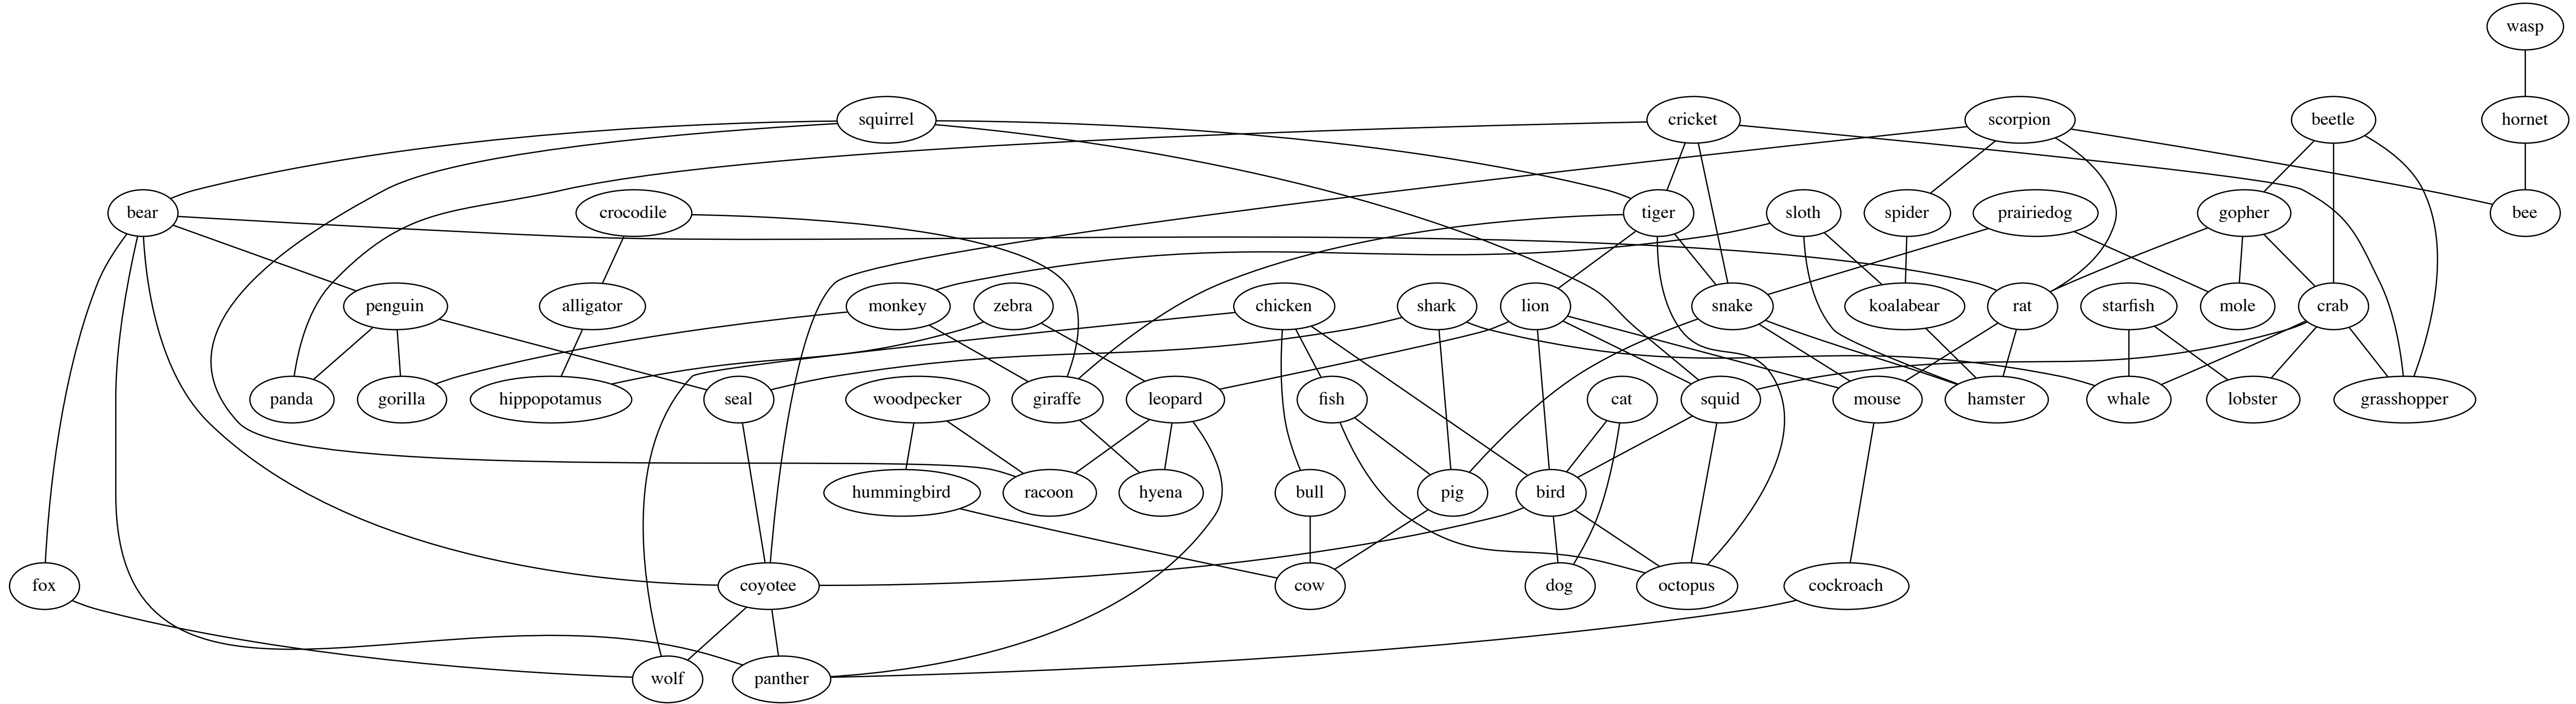 wasp
squirrel
cricket
scorpion
beetle
hornet
bear
crocodile
tiger
sloth
spider
prairiedog
gopher
bee
penguin
alligator
monkey
zebra
chicken
shark
lion
snake
koalabear
rat
starfish
mole
crab
panda
gorilla
hippopotamus
seal
woodpecker
giraffe
leopard
fish
cat
squid
mouse
hamster
whale
lobster
grasshopper
hummingbird
racoon
hyena
bull
pig
bird
fox
coyotee
cow
dog
octopus
cockroach
wolf
panther